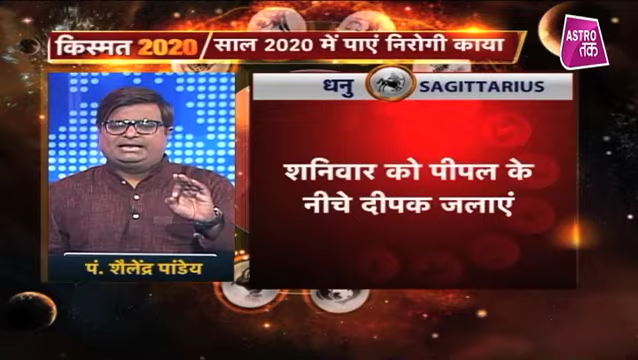 किस्मत 2020 / साल 2020 में पाएं निरोगी काया
ASTRO
तक
धनु SAGITTARIUS
शनिवार को पीपल के
नीचे दीपक जलाएं
पं. शैलेंद्र पांडेय